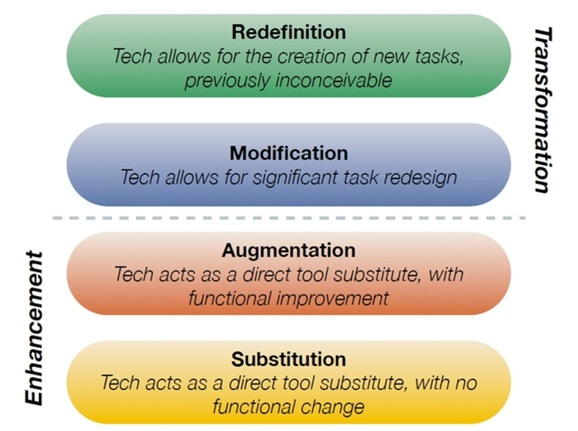 Redefinition
Tech allows for the creation of new tasks,
previously inconceivable
Transformation
Modification
Tech allows for significant task redesign
Augmentation
Tech acts as a direct tool substitute, with
functional improvement
Enhancement
Substitution
Tech acts as a direct tool substitute, with no
functional change